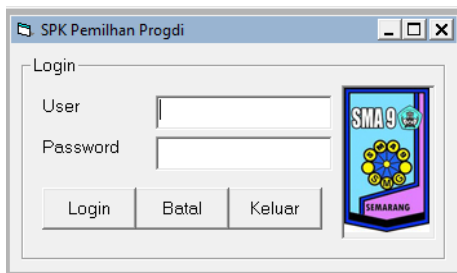 SPK Pemilhan Progdi
Login
User
Password
Login Batal Keluar
SMA 9
SEMARANG